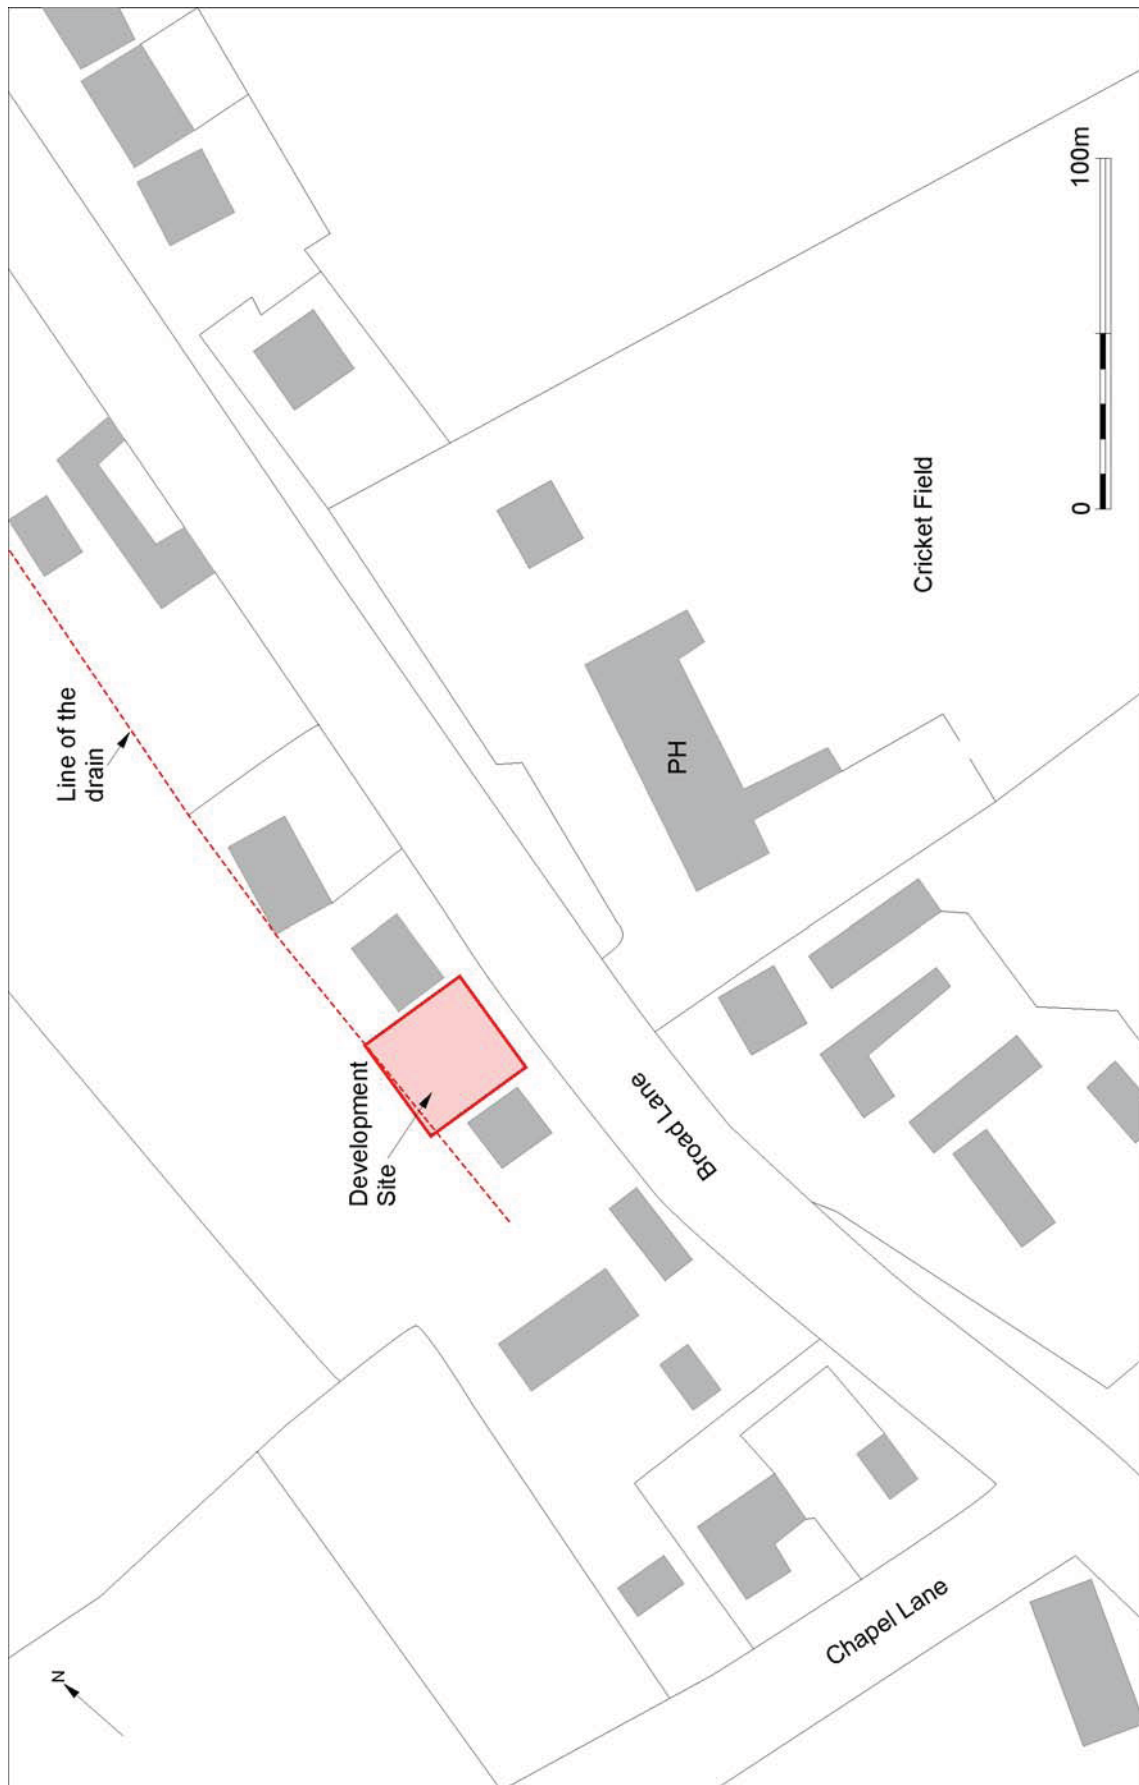 Line of the
drain
Development
Site
Broad Lane
PH
Cricket Field
0
100m
Chapel Lane
N